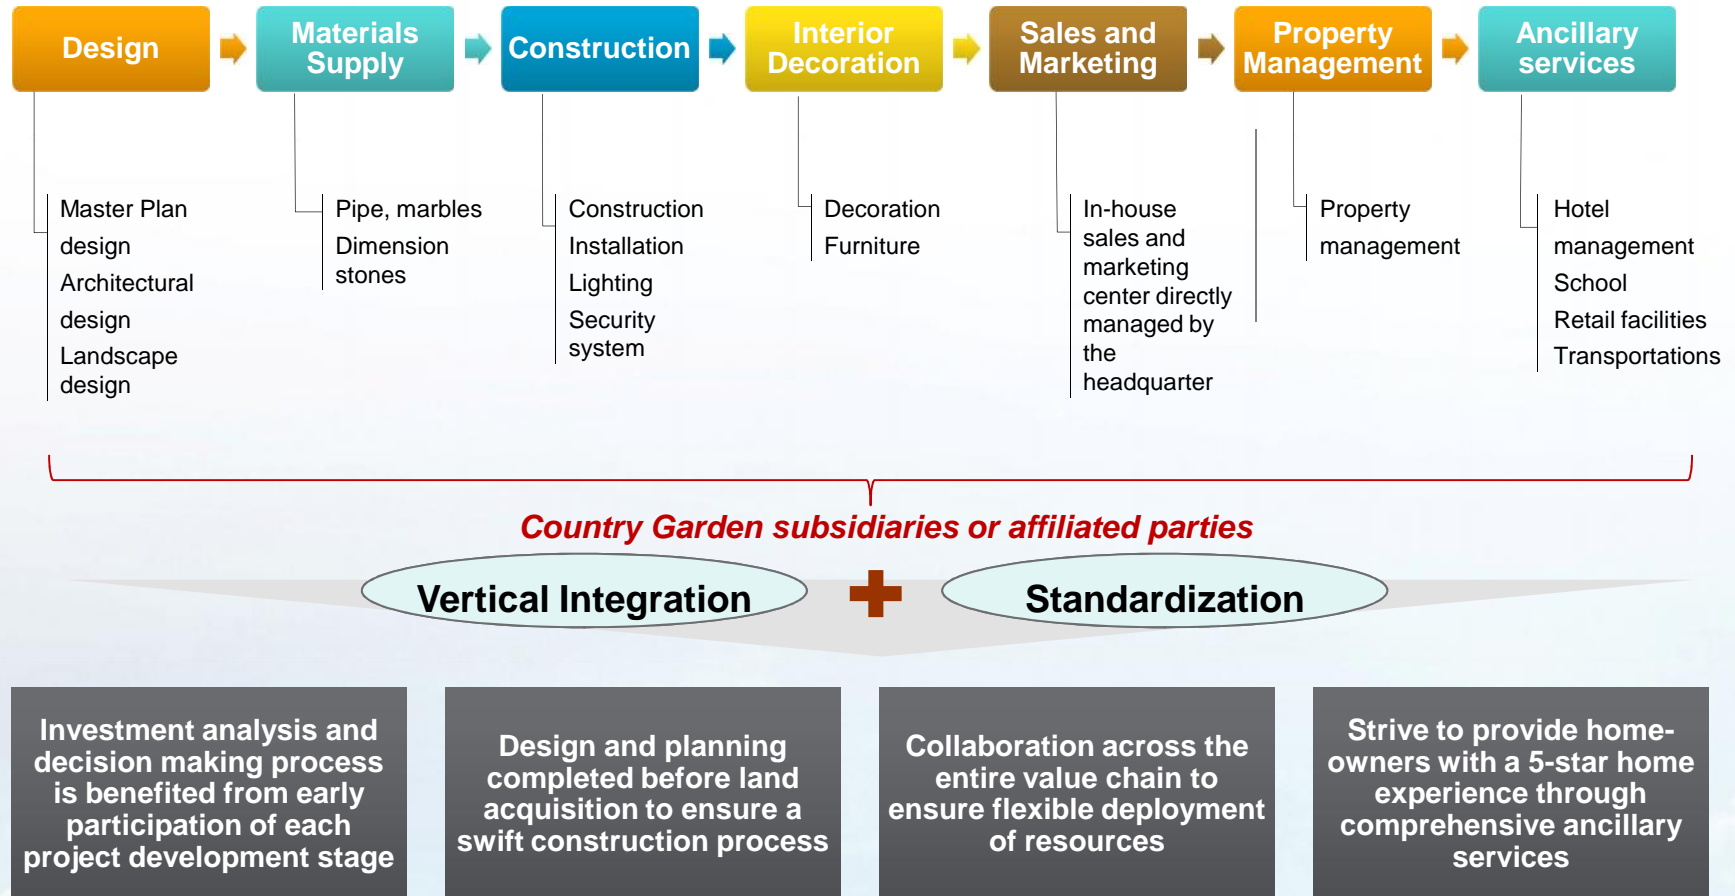 Design
Materials
Supply
Construction
Interior
Decoration
Sales and
Marketing
Property
Management
Ancillary
services
Master Plan
design
Architectural
design
Landscape
design
Pipe, marbles
Dimension
stones
Construction
Installation
Lighting
Security
system
Decoration
Furniture
In-house
sales and
marketing
center directly
managed by
the
headquarter
Property
management
Hotel
management
School
Retail facilities
Transportations
Country Garden subsidiaries or affiliated parties
Vertical Integration
Standardization
Investment analysis and
decision making process
is benefited from early
participation of each
project development stage
Design and planning
completed before land
acquisition to ensure a
swift construction process
Collaboration across the
entire value chain to
ensure flexible deployment
of resources
Strive to provide home-
owners with a 5-star home
experience through
comprehensive ancillary
services